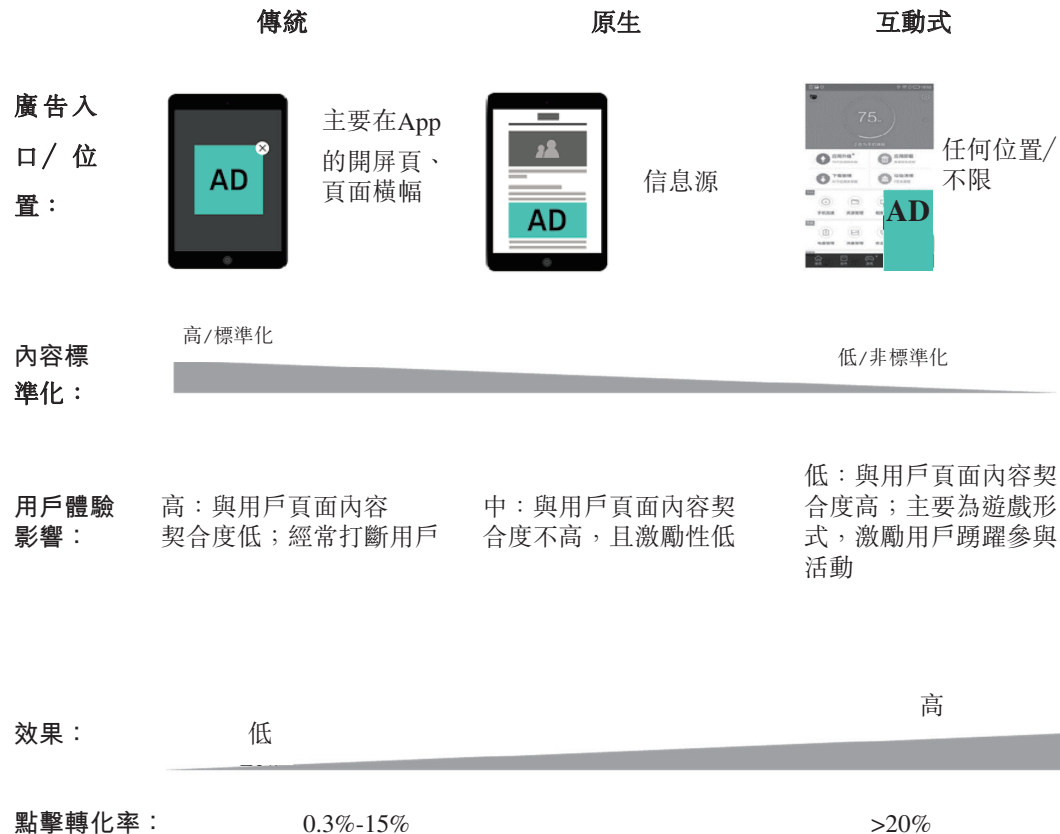 傳統
原生
互動式
廣告入
口/ 位
置：
AD
主要在App
的開屏頁、
頁面橫幅
AD
信息源
75
AD
任何位置/
不限
內容標
準化：
高/標準化
低/非標準化
用戶體驗
影響：
高：與用戶頁面內容
契合度低；經常打斷用戶
中：與用戶頁面內容契
合度不高，且激勵性低
低：與用戶頁面內容契
合度高；主要為遊戲形
式，激勵用戶踴躍參與
活動
效果：
低
高
點擊轉化率：
0.3%-15%
>20%